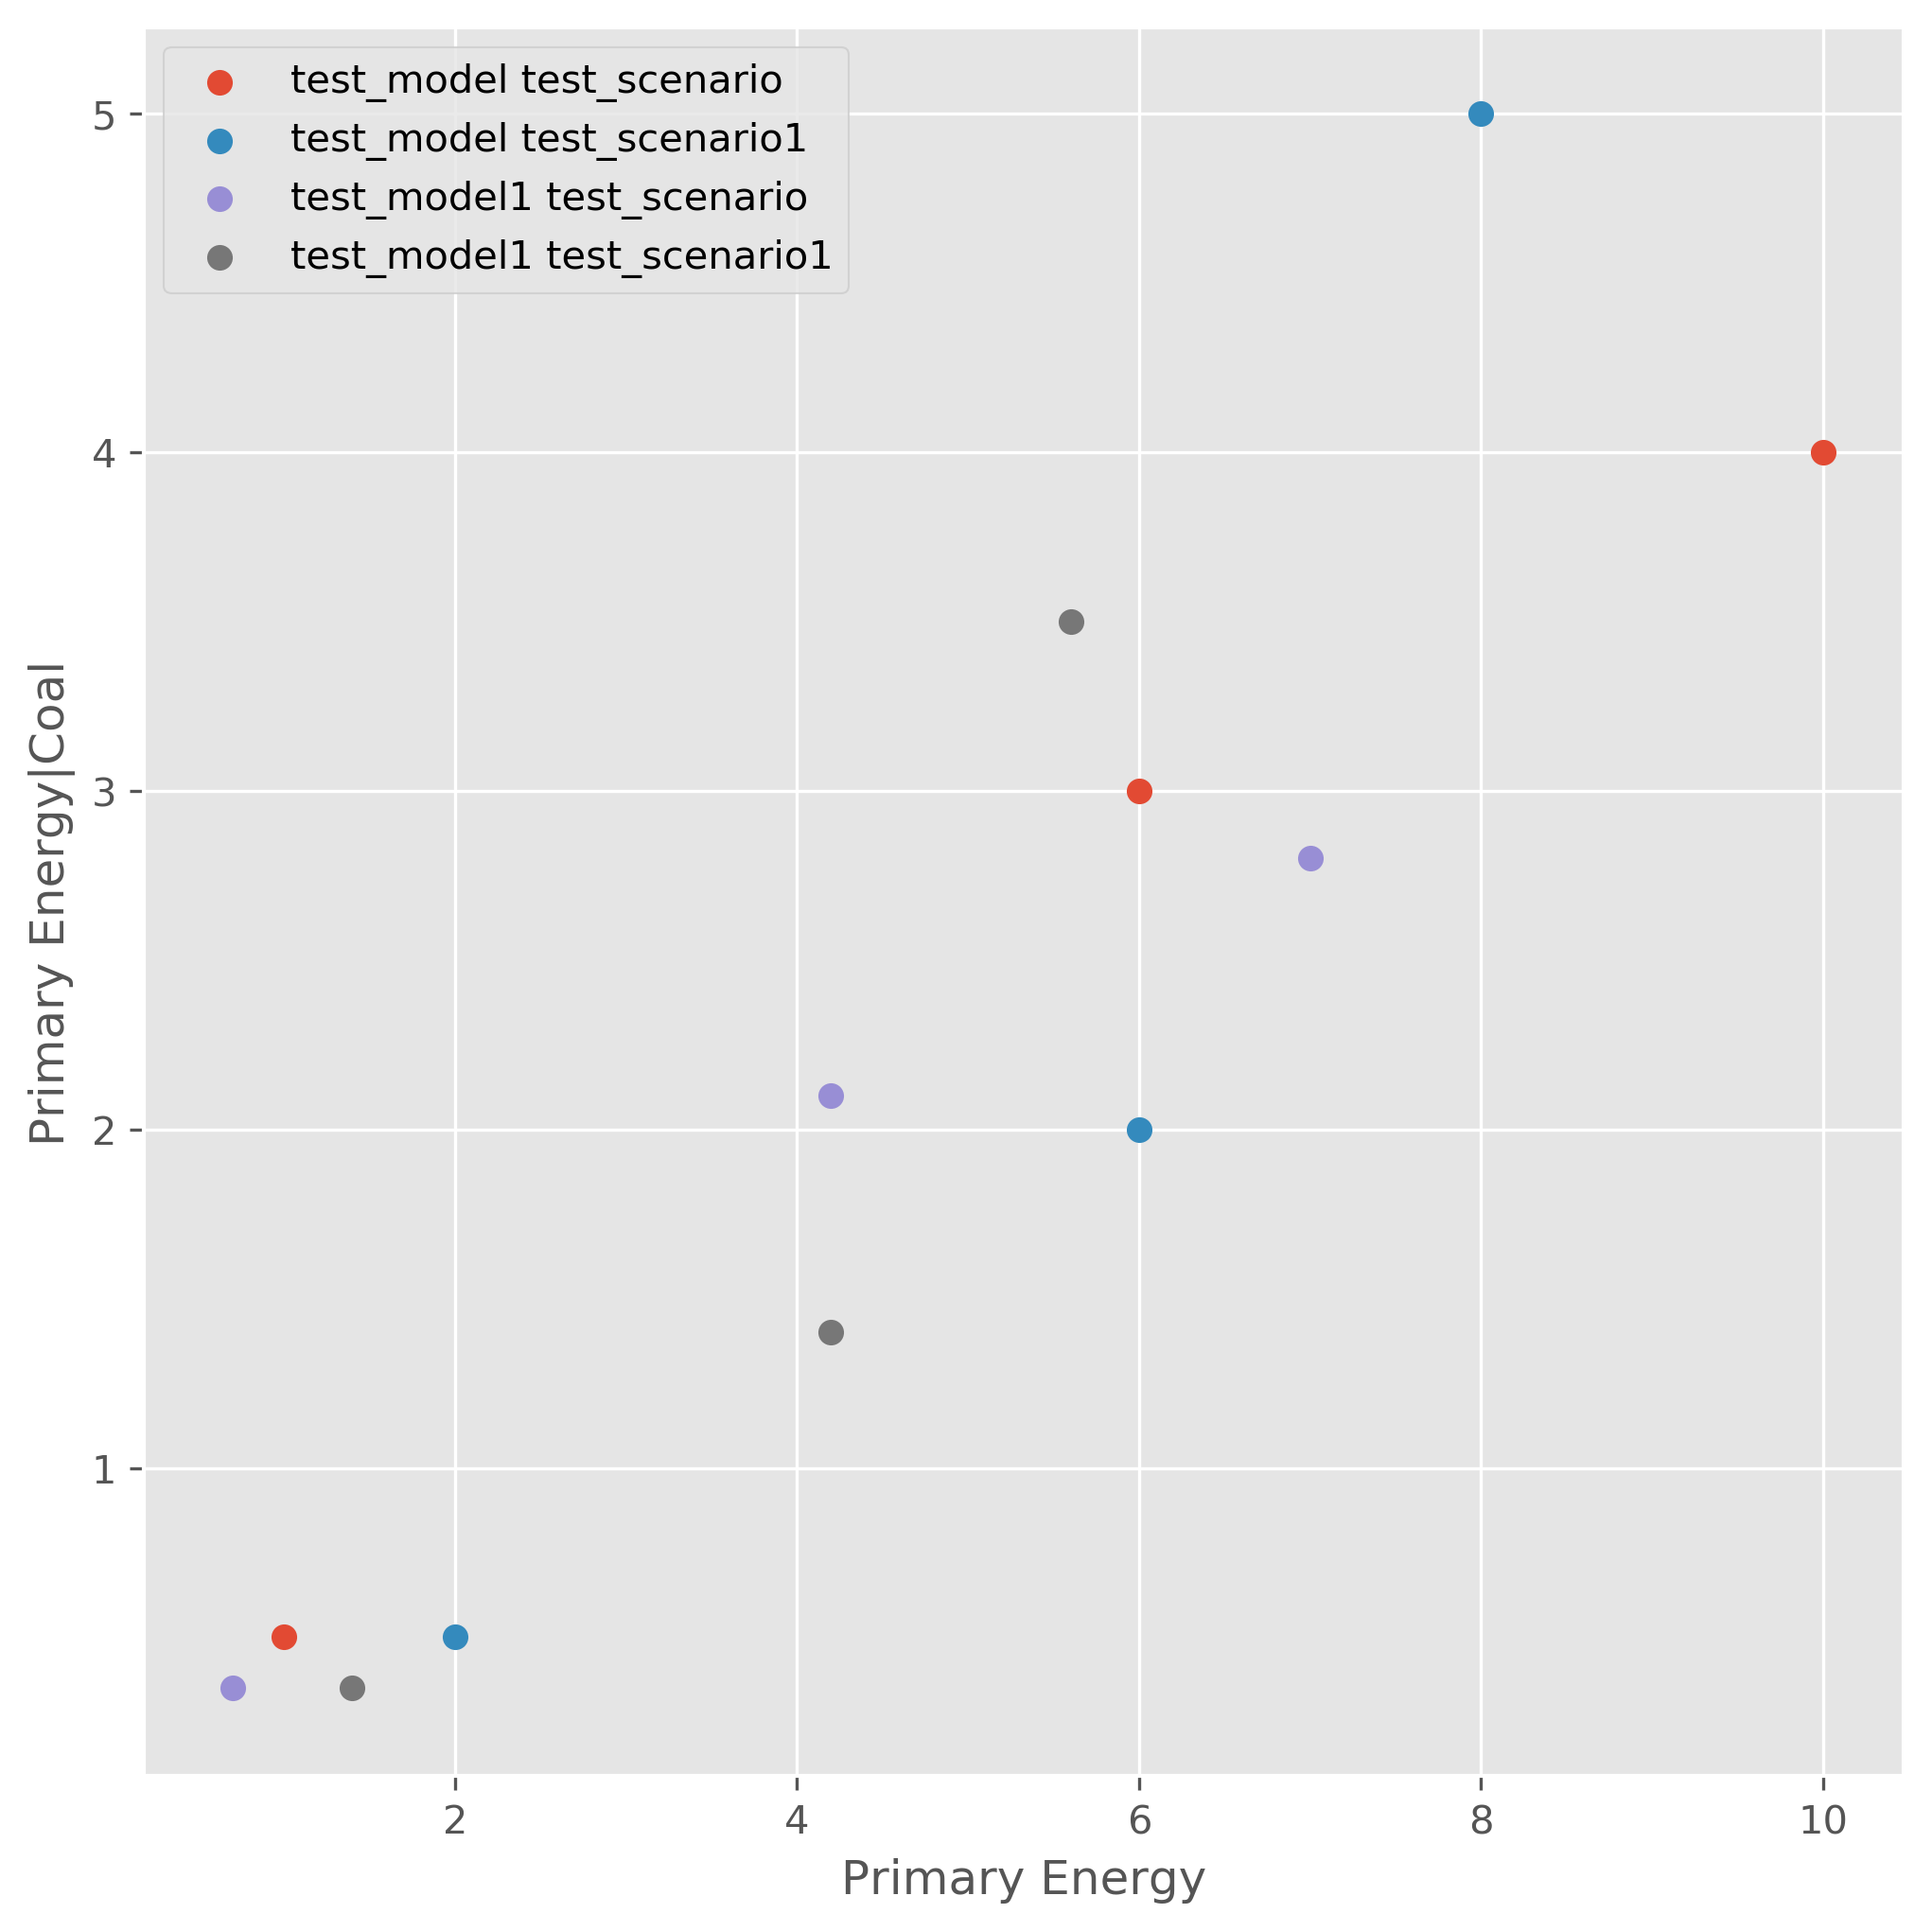 test_model test_scenario
test_model test_scenario1
test_model1 test_scenario
test_model1 test_scenario1
5
4
3
2
1
Primary Energy|Coal
2 4 6 8 10
Primary Energy